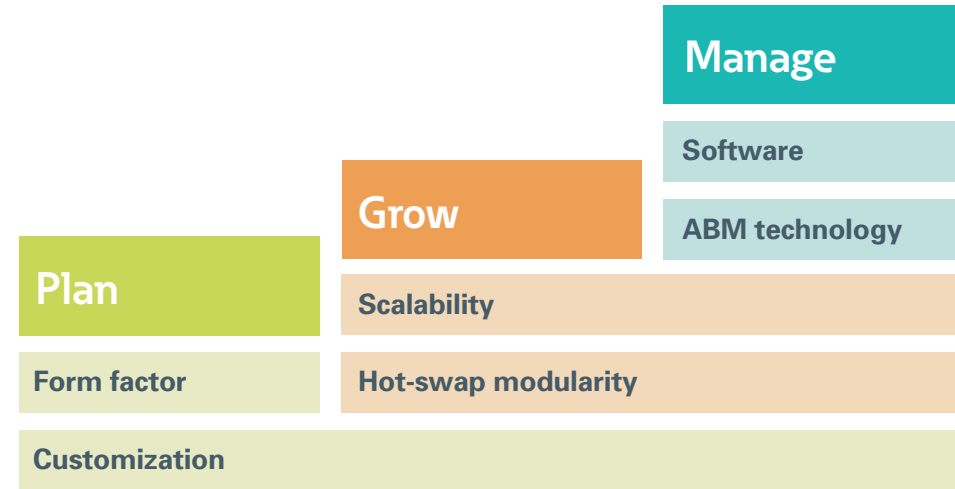 Manage
Software
ABM technology
Grow
Scalability
Hot-swap modularity
Plan
Form factor
Customization